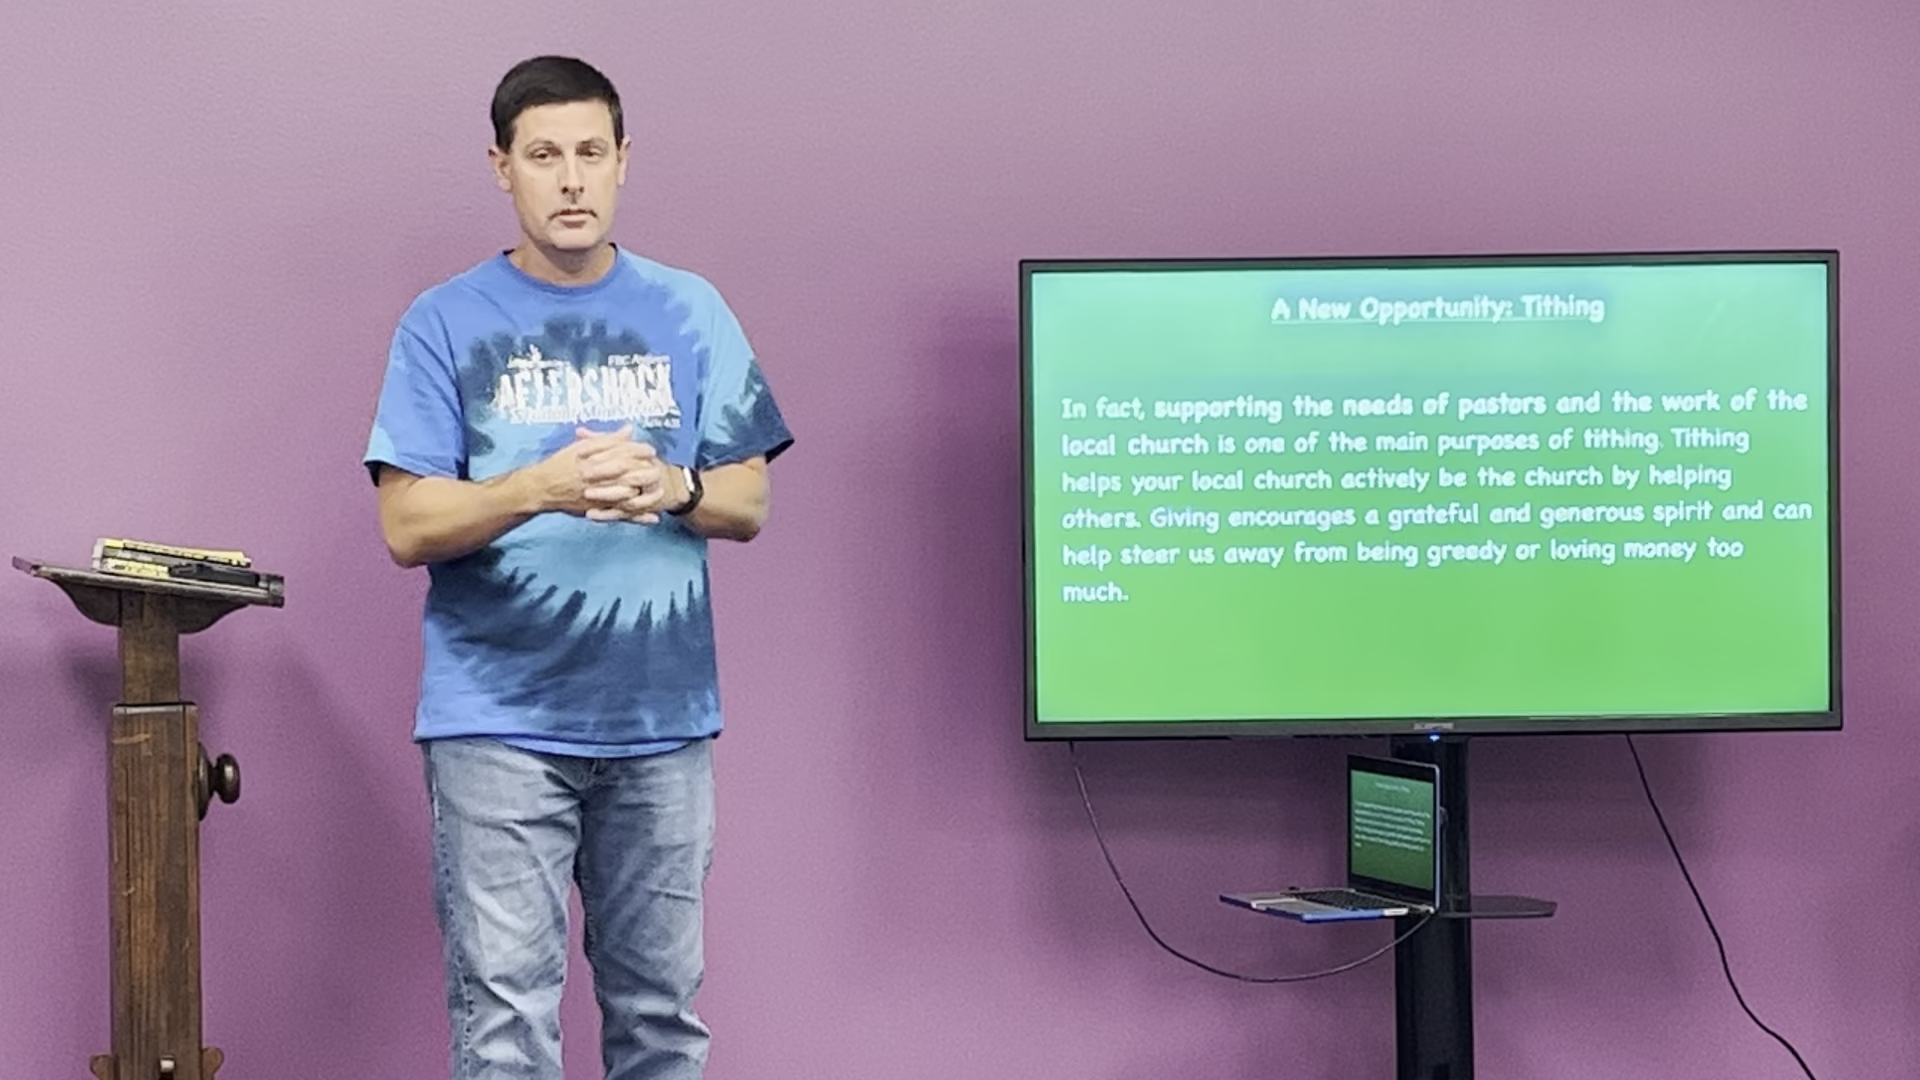 A New Opportunity: Tithing
In fact, supporting the needs of pastors and the work of the
local church is one of the main purposes of tithing. Tithing
helps your local church actively be the church by helping
others. Giving encourages a grateful and generous spirit and can
help steer us away from being greedy or loving money too
much.
FBC
AFTERSHOCK